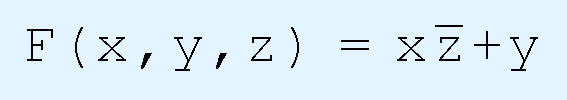 F(x,y,z) = xz̅+y